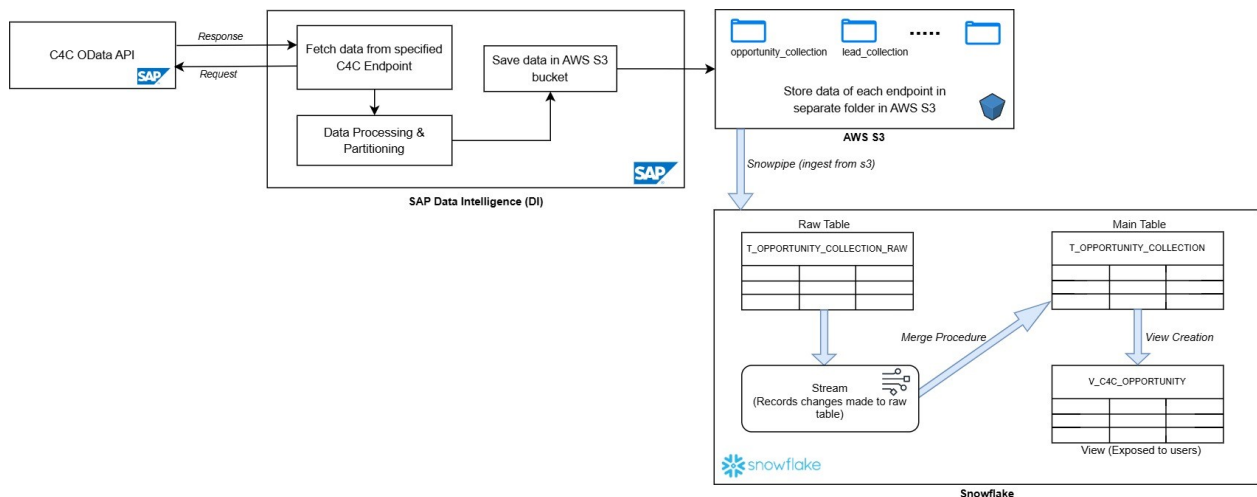 C4C OData API
SAP
Response
Request
Fetch data from specified
C4C Endpoint
Data Processing &
Partitioning
Save data in AWS S3
bucket
SAP
SAP Data Intelligence (DI)
opportunity_collection
lead_collection
.....
Store data of each endpoint in
separate folder in AWS S3
AWS S3
Snowpipe (ingest from s3)
Raw Table
T_OPPORTUNITY_COLLECTION_RAW
Main Table
T_OPPORTUNITY_COLLECTION
Merge Procedure
View Creation
Stream
(Records changes made to raw
table)
V_C4C_OPPORTUNITY
View (Exposed to users)
snowflake
Snowflake